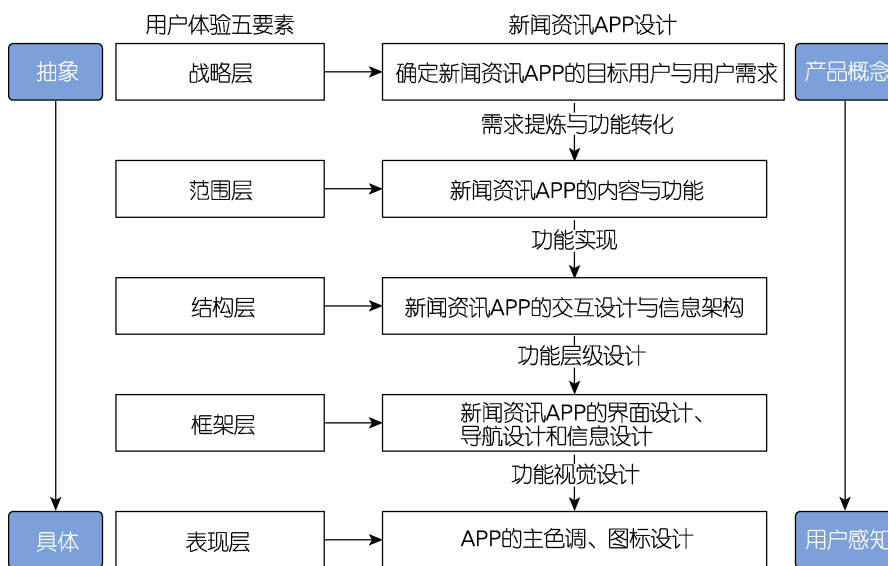 用户体验五要素
新闻资讯APP设计
抽象
战略层
确定新闻资讯APP的目标用户与用户需求
产品概念
需求提炼与功能转化
范围层
新闻资讯APP的内容与功能
功能实现
结构层
新闻资讯APP的交互设计与信息架构
功能层级设计
框架层
新闻资讯APP的界面设计、
导航设计和信息设计
功能视觉设计
具体
表现层
APP的主色调、图标设计
用户感知